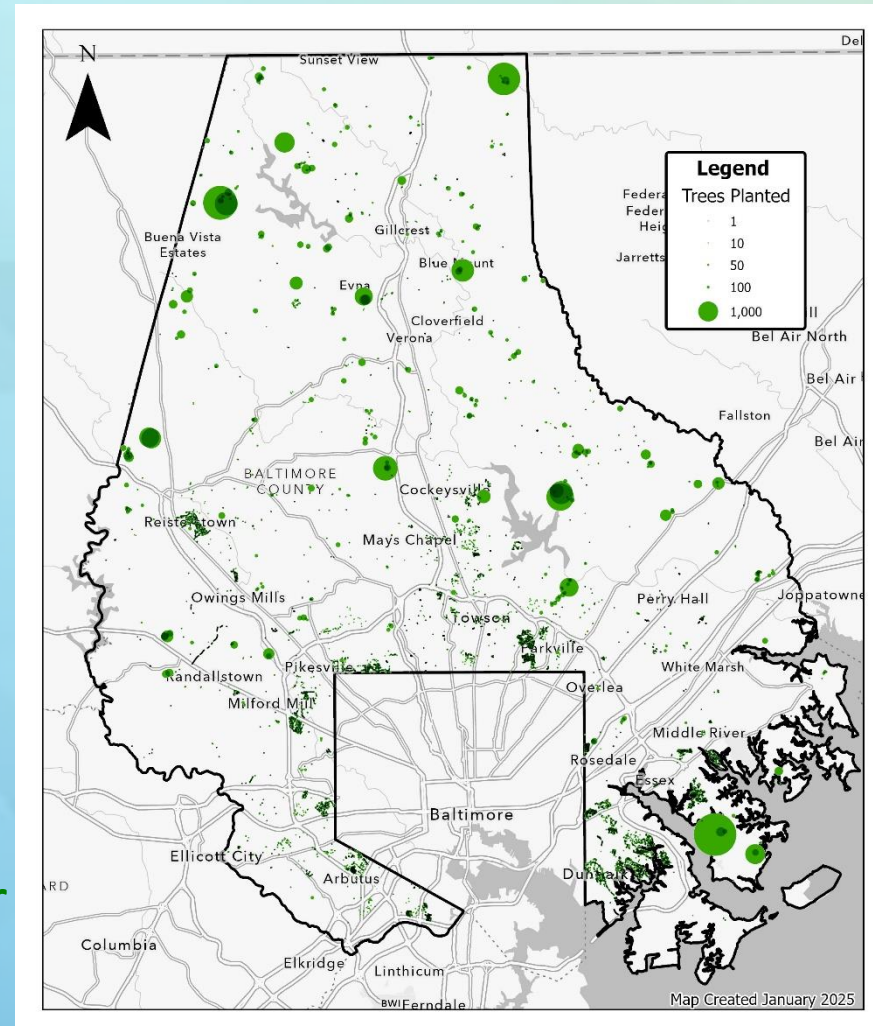 Del
N
Sunset View
Legend
Trees Planted
1
10
50
100
1,000
Federa
Feder
Heig
Jarretts
Buena Vista
Estates
Gillcrest
Blue Mount
Evna
Cloverfield
Verona
ill
Bel Air North
Bel Air
Fallston
Bel Air
BALTIMORE
COUNTY
Cockeysville
Reisterstown
Mays Chapel
Owings Mills
Towson
Perry Hall
Joppatowne
Parkville
Pikesville
White Marsh
Randallstown
Overlea
Milford Mill
Middle River
Rosedale
Essex
Baltimore
Ellicott City
Dundalk
Arbutus
ARD
Columbia
Elkridge
Linthicum
BWI
Ferndale
Map Created January 2025